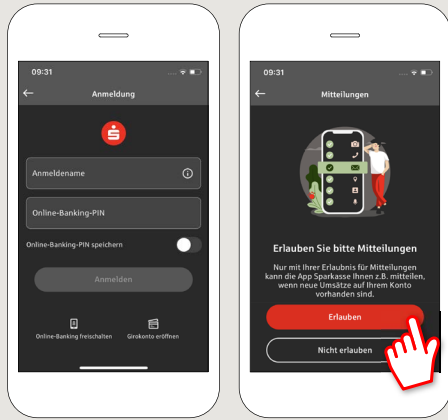 09:31
Anmeldung
Anmeldename
Online-Banking-PIN
Online-Banking-PIN speichern
Anmelden
Online-Banking freischalten
Girokonto eröffnen
09:31
Mitteilungen
Erlauben Sie bitte Mitteilungen
Nur mit Ihrer Erlaubnis für Mitteilungen
kann die App Sparkasse Ihnen z.B. mitteilen,
wenn neue Umsätze auf Ihrem Konto
vorhanden sind.
Erlauben
Nicht erlauben